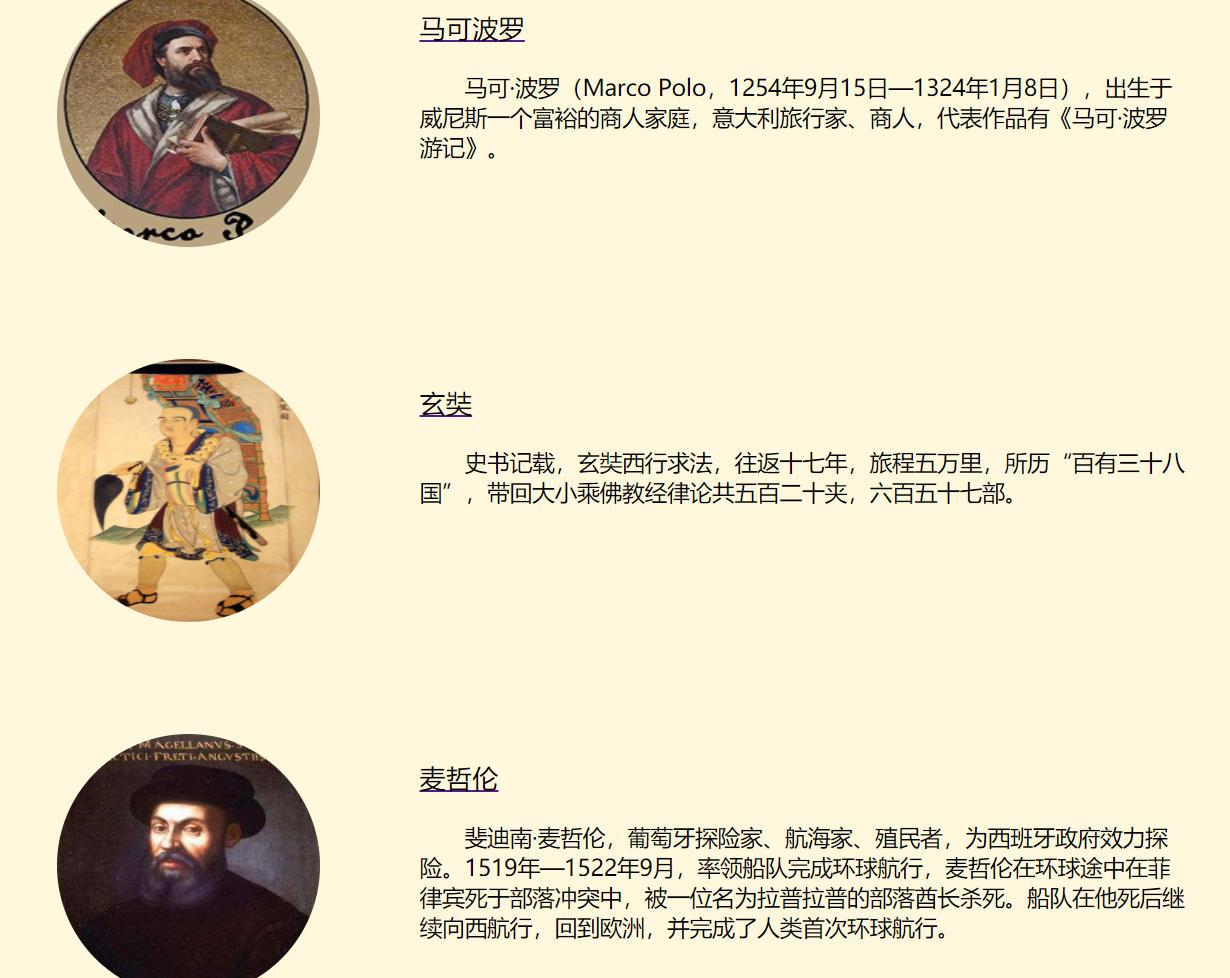 马可波罗
马可·波罗（Marco Polo，1254年9月15日—1324年1月8日），出生于
威尼斯一个富裕的商人家庭，意大利旅行家、商人，代表作品有《马可·波罗
游记》。
玄奘
史书记载，玄奘西行求法，往返十七年，旅程五万里，所历“百有三十八
国”，带回大小乘佛教经律论共五百二十夹，六百五十七部。
MAGELLANVS
TICI·FRETI·ANGVSTIIS
麦哲伦
斐迪南·麦哲伦，葡萄牙探险家、航海家、殖民者，为西班牙政府效力探
险。1519年—1522年9月，率领船队完成环球航行，麦哲伦在环球途中在菲
律宾死于部落冲突中，被一位名为拉普拉普的部落酋长杀死。船队在他死后继
续向西航行，回到欧洲，并完成了人类首次环球航行。